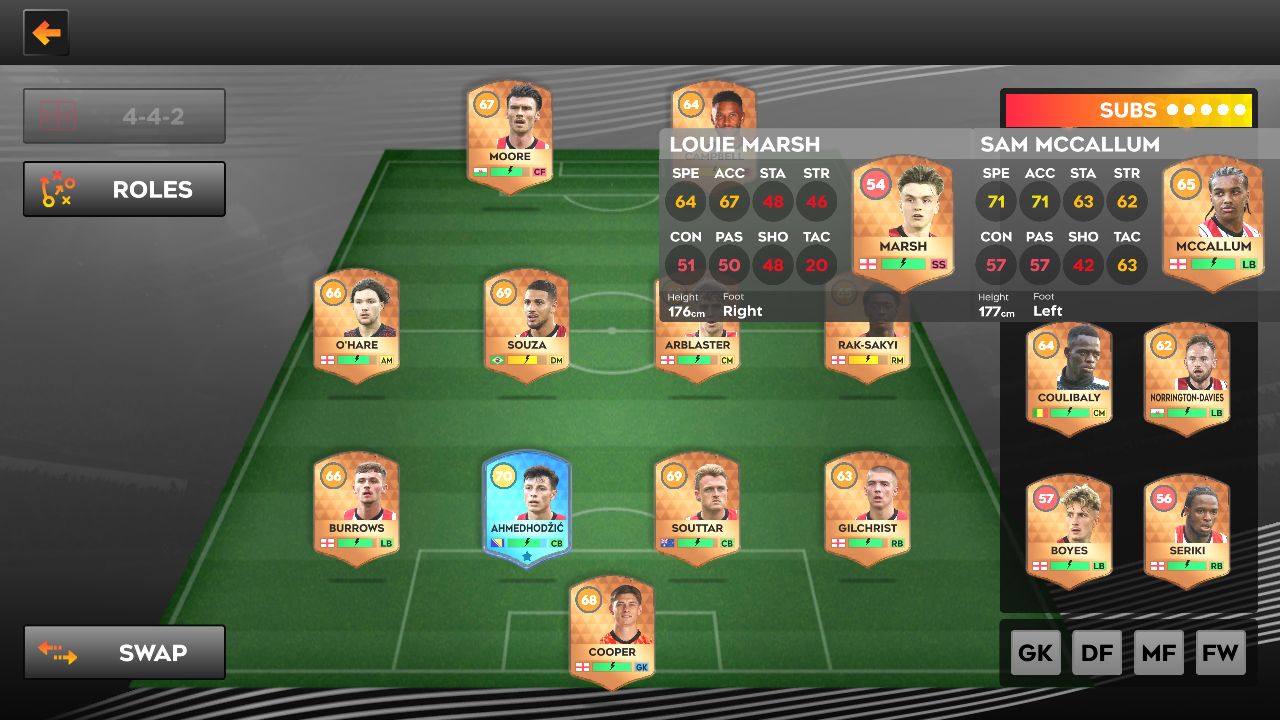 4-4-2
ROLES
SWAP
67
MOORE
CF
64
CAMPBELL
SUBS
LOUIE MARSH
SPE ACC STA STR
64 67 48 46
CON PAS SHO TAC
51 50 48 20
Height Foot
176cm Right
54
MARSH
SS
SAM MCCALLUM
SPE ACC STA STR
71 71 63 62
CON PAS SHO TAC
57 57 42 63
Height Foot
177cm Left
65
MCCALLUM
LB
66
O'HARE
AM
69
SOUZA
DM
ARBLASTER
CM
65
RAK-SAKYI
RM
64
COULIBALY
CM
62
NORRINGTON-DAVIES
LB
66
BURROWS
LB
70
AHMEDHODŽIĆ
CB
69
SOUTTAR
CB
63
GILCHRIST
RB
57
BOYES
LB
56
SERIKI
RB
68
COOPER
GK
GK DF MF FW